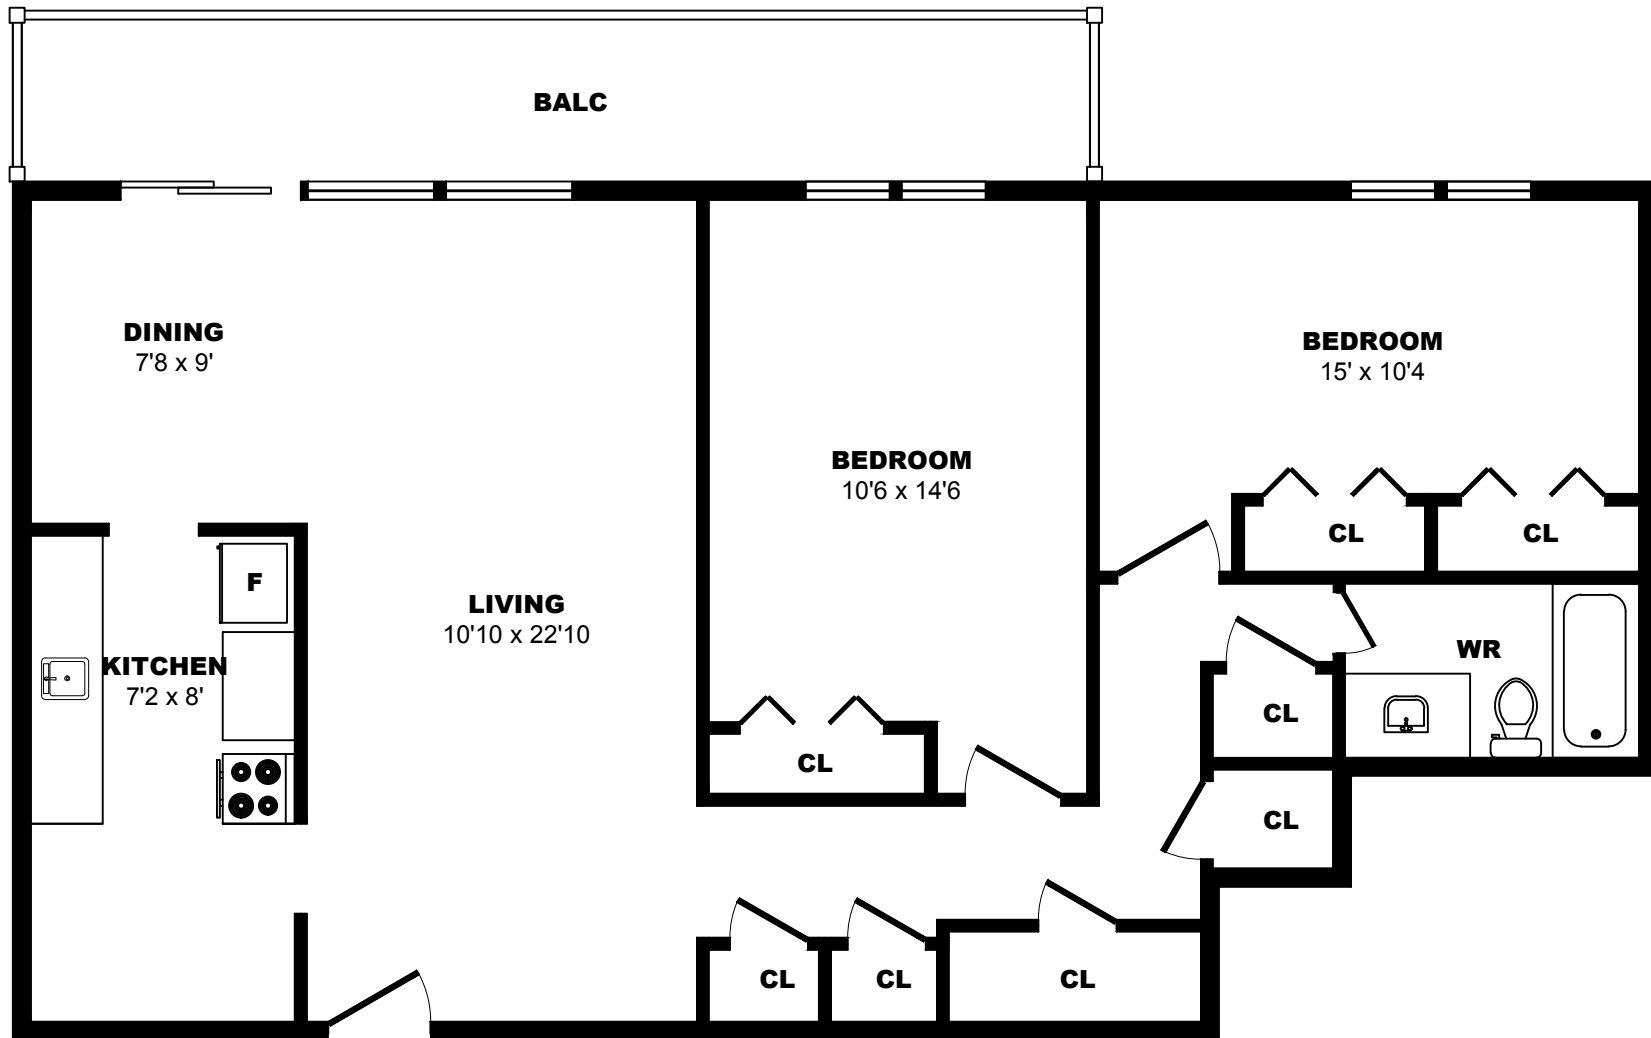 BALC
DINING
7'8 x 9'
BEDROOM
15' x 10'4
BEDROOM
10'6 x 14'6
CL
CL
F
LIVING
10'10 x 22'10
KITCHEN
7'2 x 8'
WR
CL
CL
CL
CL
CL
CL